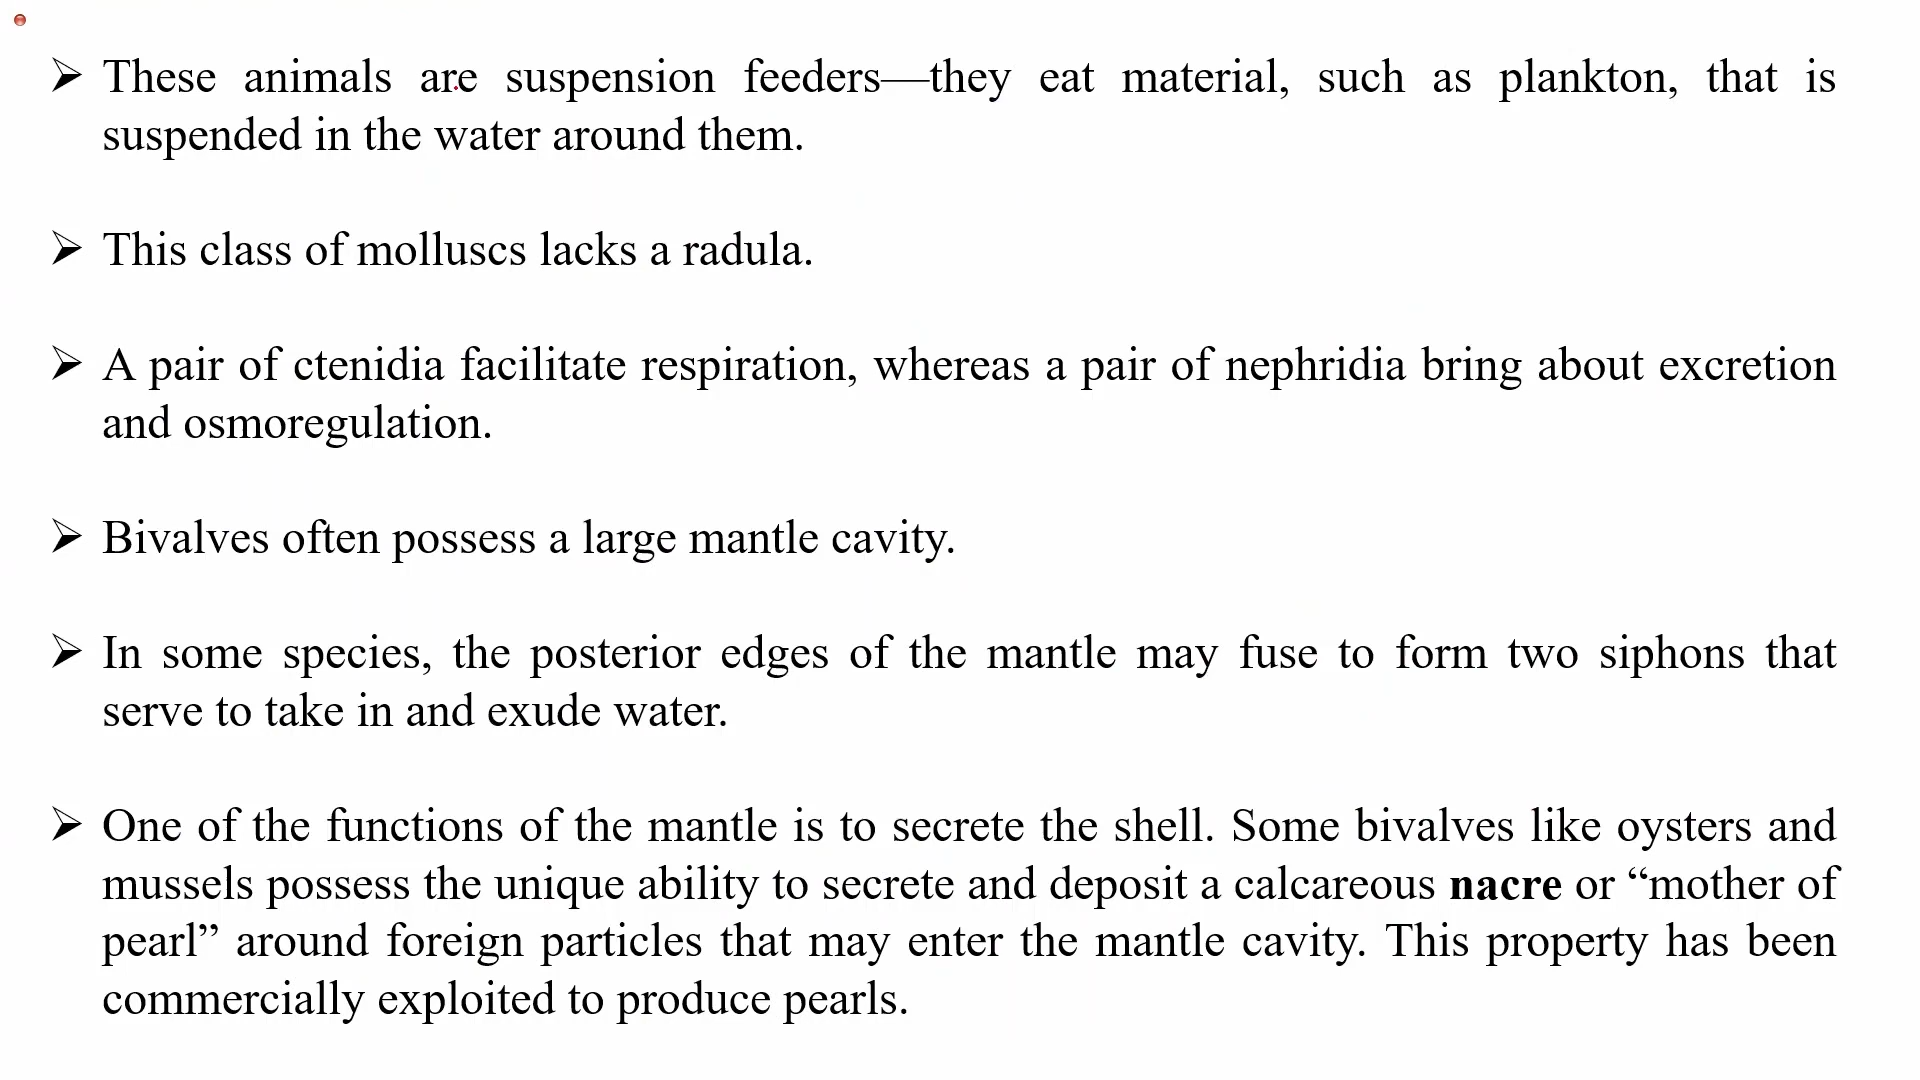 ➢ These animals are suspension feeders—they eat material, such as plankton, that is
suspended in the water around them.
➢ This class of molluscs lacks a radula.
➢ A pair of ctenidia facilitate respiration, whereas a pair of nephridia bring about excretion
and osmoregulation.
➢ Bivalves often possess a large mantle cavity.
➢ In some species, the posterior edges of the mantle may fuse to form two siphons that
serve to take in and exude water.
➢ One of the functions of the mantle is to secrete the shell. Some bivalves like oysters and
mussels possess the unique ability to secrete and deposit a calcareous nacre or “mother of
pearl” around foreign particles that may enter the mantle cavity. This property has been
commercially exploited to produce pearls.